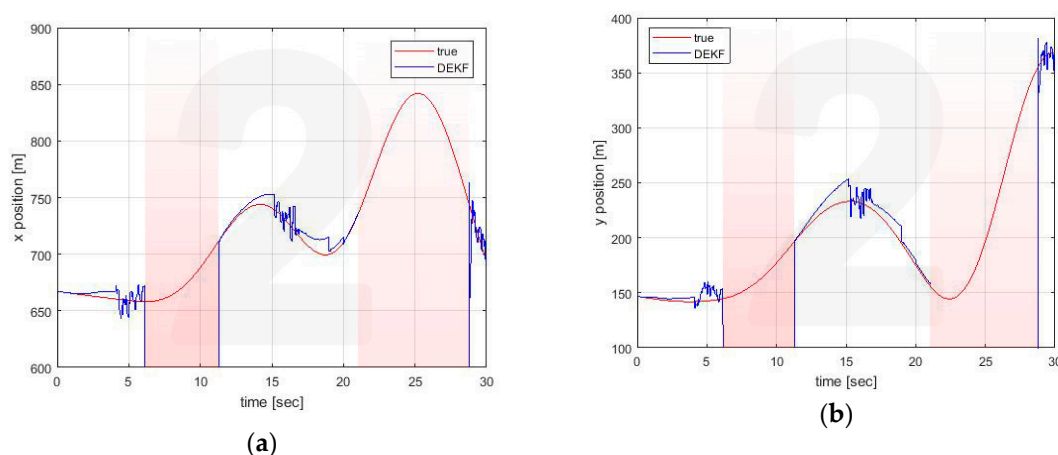 900
850
800
750
700
650
600
x position [m]
true
DEKF
2
0 5 10 15 20 25 30
time [sec]
(a)
400
350
300
250
200
150
100
y position [m]
true
DEKF
2
0 5 10 15 20 25 30
time [sec]
(b)